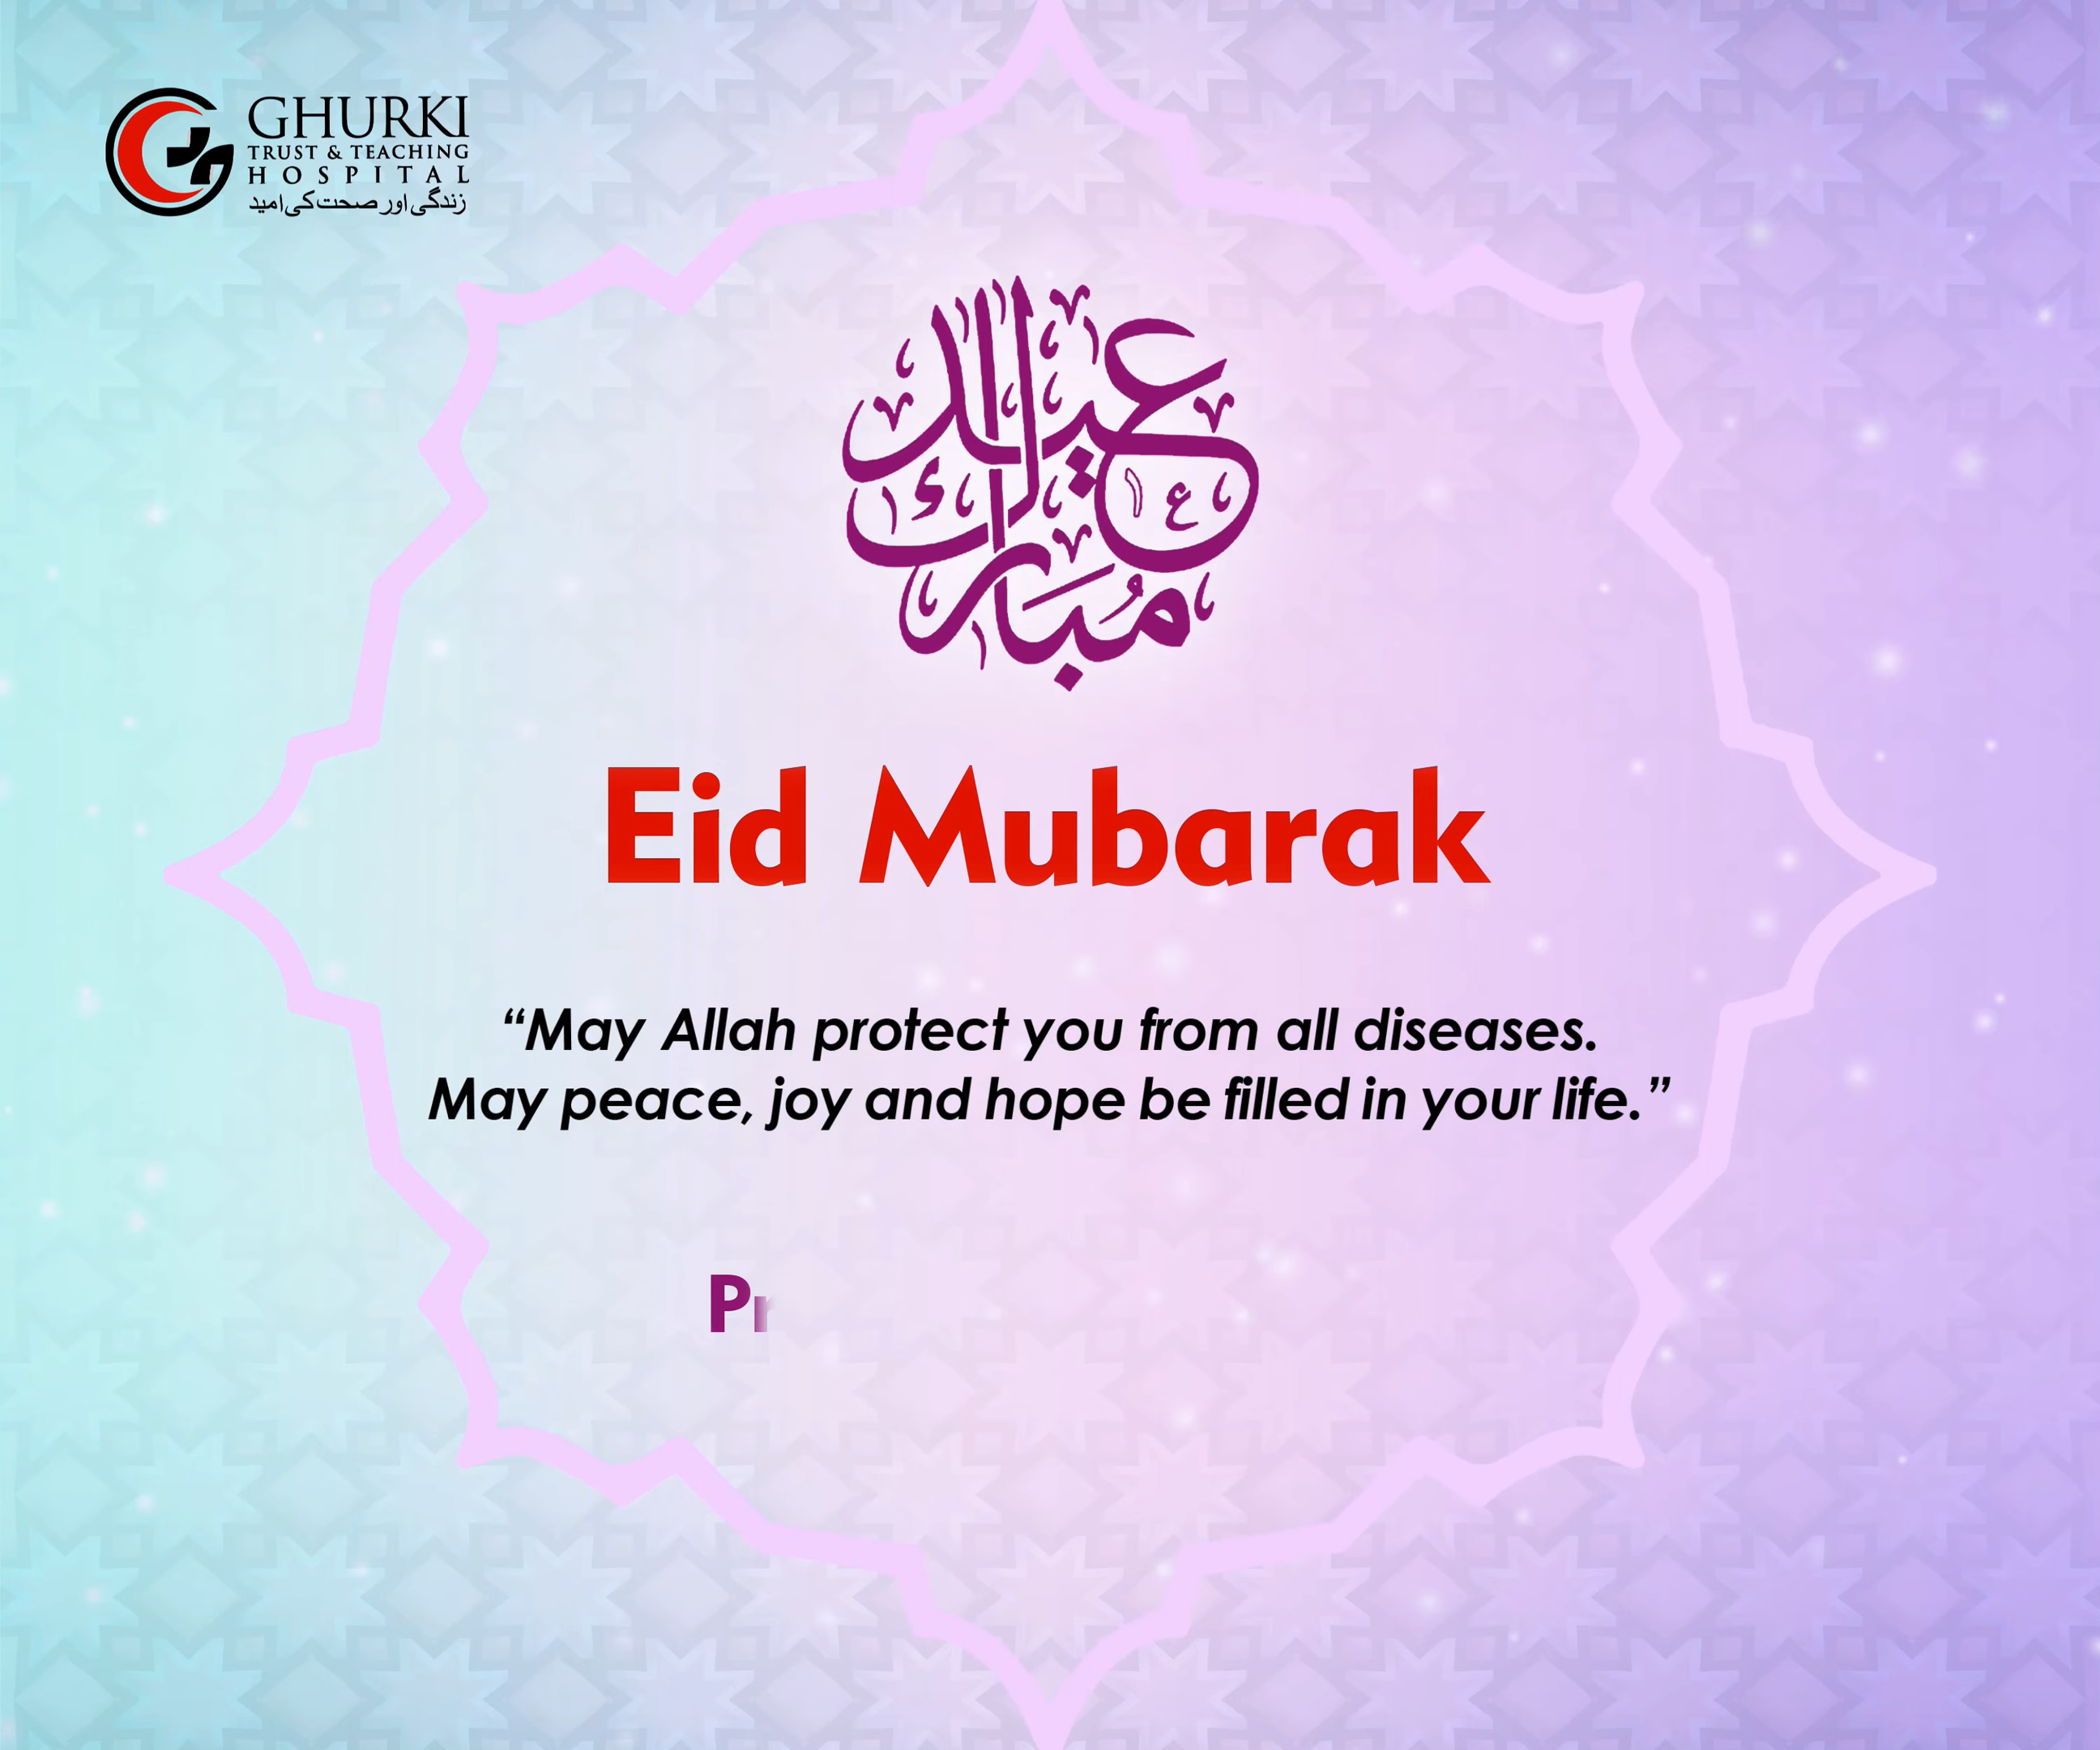 GHURKI
TRUST & TEACHING
HOSPITAL
زندگی اور صحت کی امید
عيد
مُبارك
Eid Mubarak
“May Allah protect you from all diseases.
May peace, joy and hope be filled in your life.”